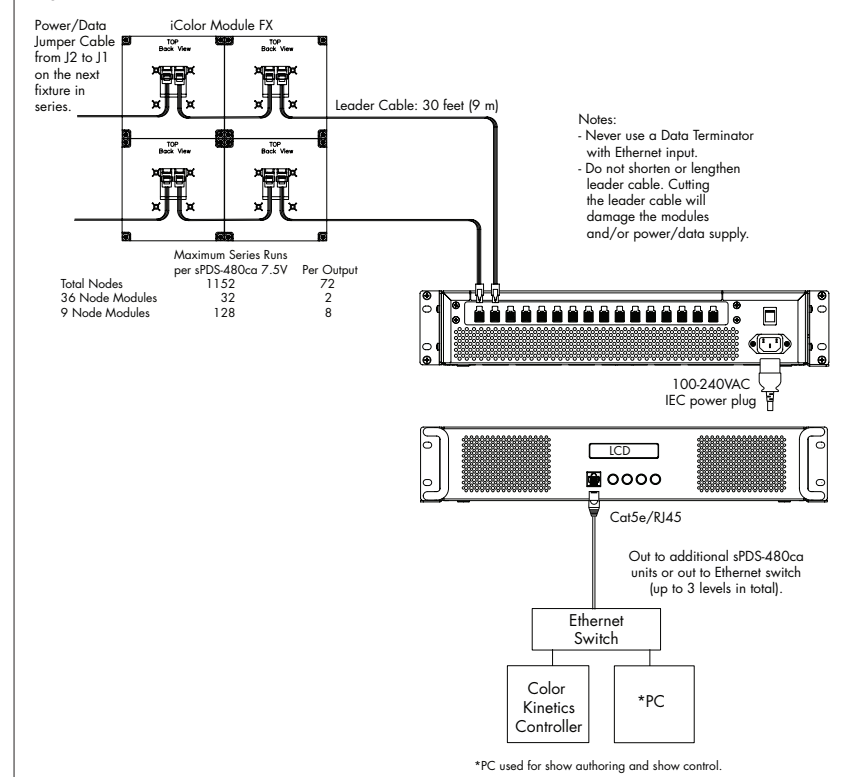 Power/Data
Jumper Cable
from J2 to J1
on the next
fixture in
series.
iColor Module FX
TOP
Back View
TOP
Back View
Leader Cable: 30 feet (9 m)
TOP
Back View
TOP
Back View
Notes:
- Never use a Data Terminator
with Ethernet input.
- Do not shorten or lengthen
leader cable. Cutting
the leader cable will
damage the modules
and/or power/data supply.
Maximum Series Runs
per sPDS-480ca 7.5V Per Output
Total Nodes 1152 72
36 Node Modules 32 2
9 Node Modules 128 8
100-240VAC
IEC power plug
LCD
Cat5e/RJ45
Out to additional sPDS-480ca
units or out to Ethernet switch
(up to 3 levels in total).
Ethernet
Switch
Color
Kinetics
Controller
*PC
*PC used for show authoring and show control.